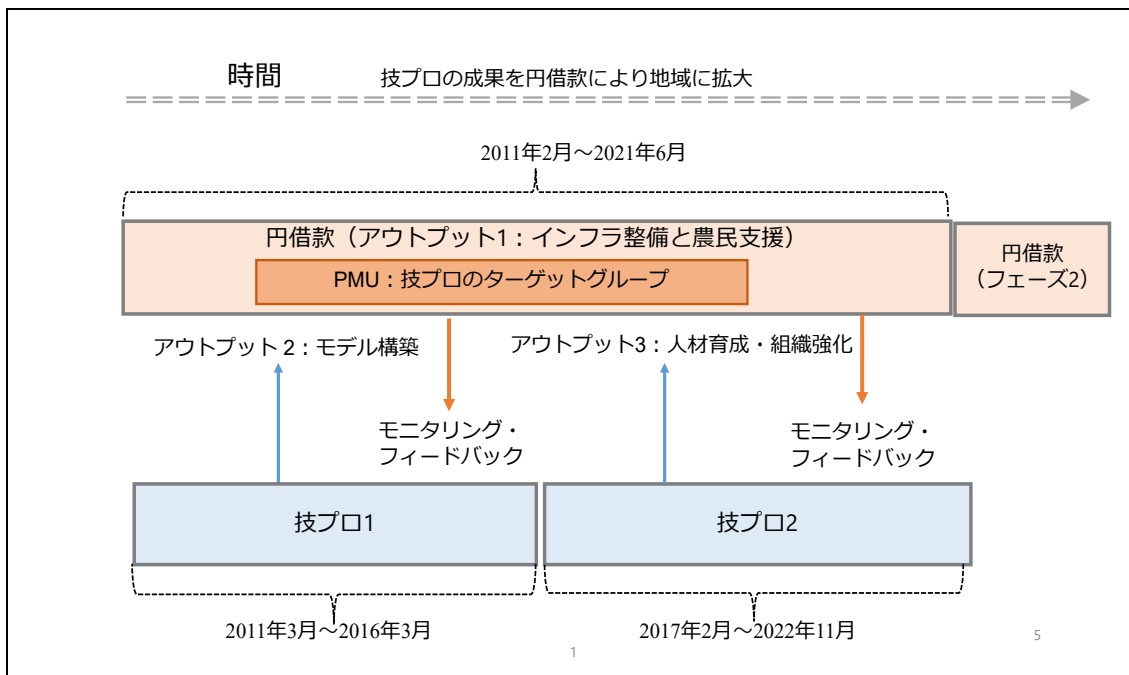 時間 技プロの成果を円借款により地域に拡大
2011年2月～2021年6月
円借款（アウトプット1：インフラ整備と農民支援）
PMU：技プロのターゲットグループ
円借款
（フェーズ2）
アウトプット2：モデル構築
アウトプット3：人材育成・組織強化
モニタリング・
フィードバック
モニタリング・
フィードバック
技プロ1
技プロ2
2011年3月～2016年3月
2017年2月～2022年11月
5
1